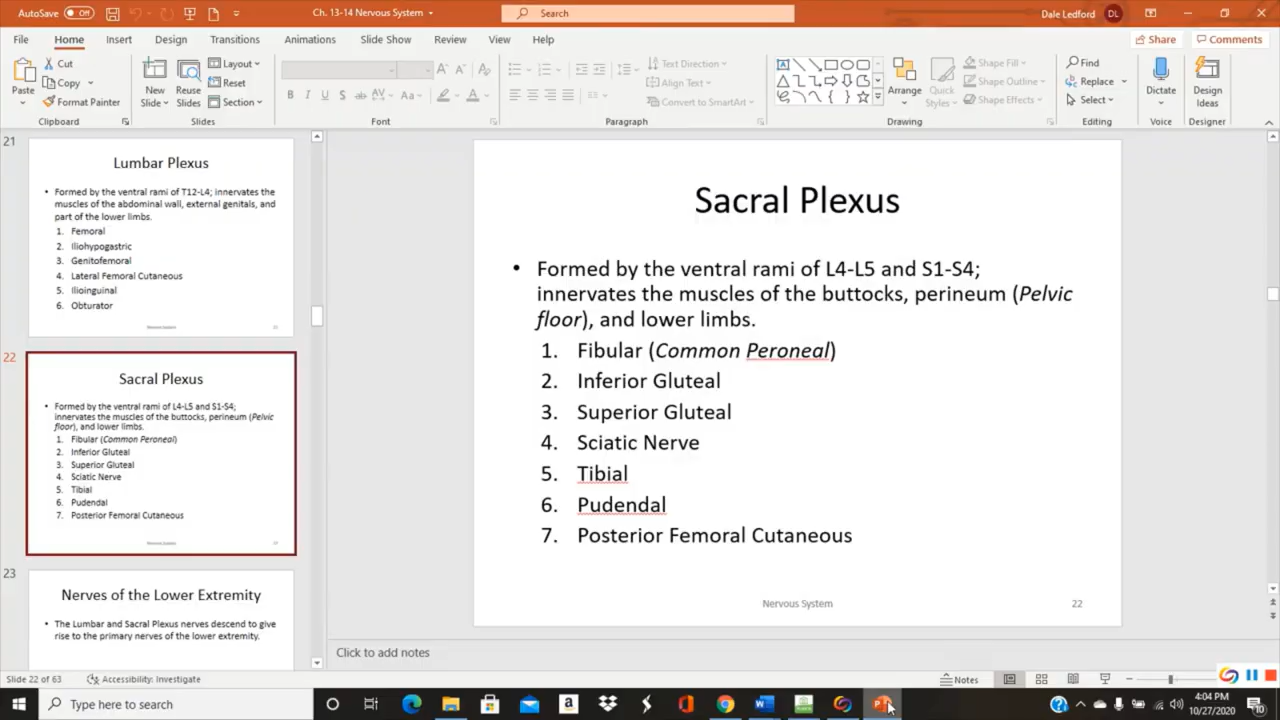 AutoSave Off
Ch. 13-14 Nervous System
Search
Dale Ledford DL
File Home Insert Design Transitions Animations Slide Show Review View Help
Share Comments
Paste
Cut
Copy
Format Painter
Clipboard
New Slide
Reuse Slides
Layout
Reset
Section
Slides
B I U S ab AV Aa A
Font
Text Direction
Align Text
Convert to SmartArt
Paragraph
Arrange
Quick Styles
Shape Fill
Shape Outline
Shape Effects
Drawing
Find
Replace
Select
Editing
Dictate
Voice
Design Ideas
Designer
21
Lumbar Plexus
• Formed by the ventral rami of T12-L4; innervates the
muscles of the abdominal wall, external genitals, and
part of the lower limbs.
1. Femoral
2. Iliohypogastric
3. Genitofemoral
4. Lateral Femoral Cutaneous
5. Ilioinguinal
6. Obturator
Nervous System
22
Sacral Plexus
• Formed by the ventral rami of L4-L5 and S1-S4;
innervates the muscles of the buttocks, perineum (Pelvic
floor), and lower limbs.
1. Fibular (Common Peroneal)
2. Inferior Gluteal
3. Superior Gluteal
4. Sciatic Nerve
5. Tibial
6. Pudendal
7. Posterior Femoral Cutaneous
Nervous System
23
Nerves of the Lower Extremity
• The Lumbar and Sacral Plexus nerves descend to give
rise to the primary nerves of the lower extremity.
Sacral Plexus
• Formed by the ventral rami of L4-L5 and S1-S4;
innervates the muscles of the buttocks, perineum (Pelvic
floor), and lower limbs.
1. Fibular (Common Peroneal)
2. Inferior Gluteal
3. Superior Gluteal
4. Sciatic Nerve
5. Tibial
6. Pudendal
7. Posterior Femoral Cutaneous
Nervous System 22
Click to add notes
Slide 22 of 63 Accessibility: Investigate
Notes
Type here to search
4:04 PM
10/27/2020